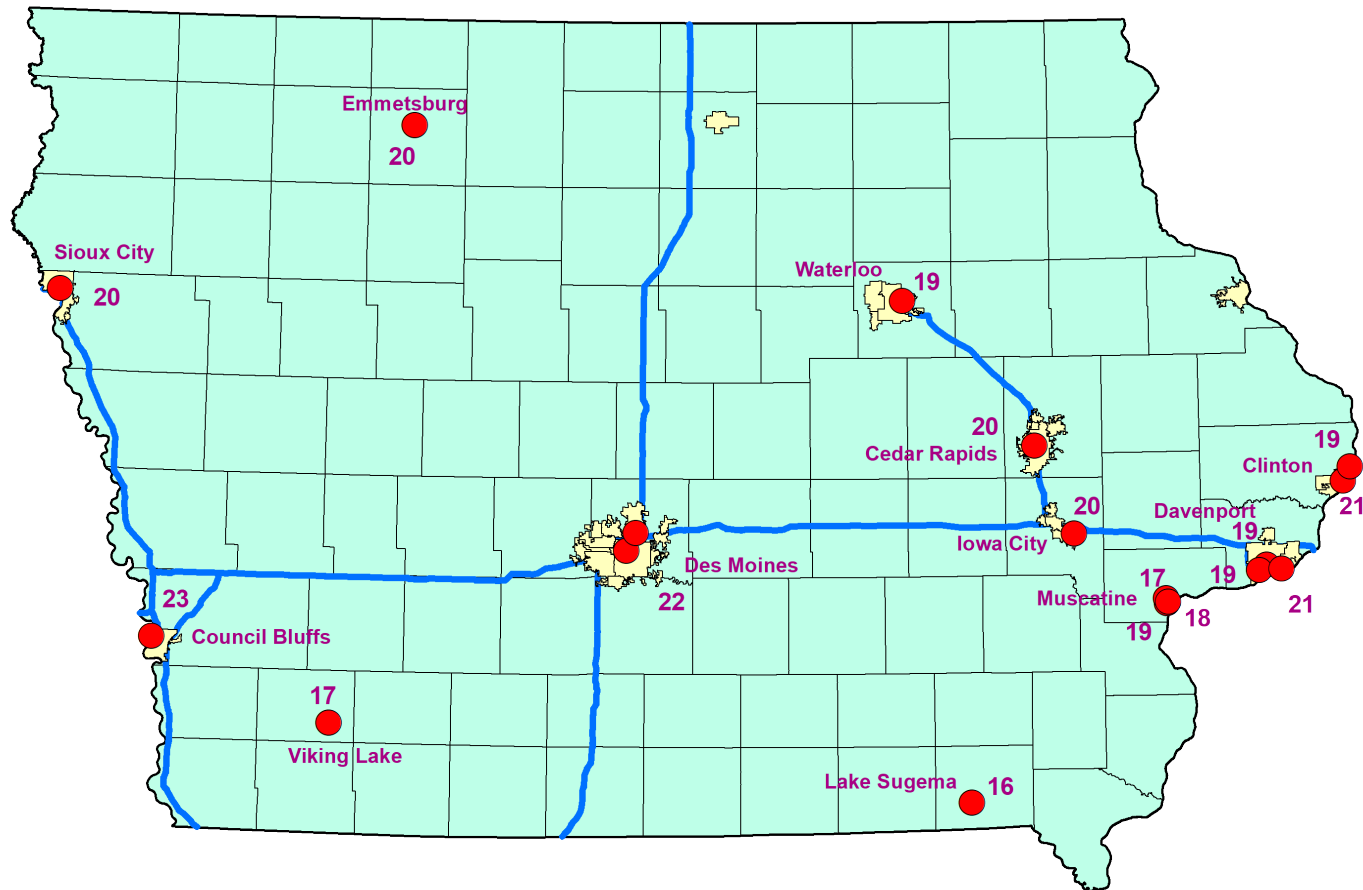 Emmetsburg
20
Sioux City
20
Waterloo
19
20
Cedar Rapids
19
Clinton
21
Davenport
19
20
Iowa City
Des Moines
22
19
21
17
Muscatine
18
19
23
Council Bluffs
17
Viking Lake
Lake Sugema
16